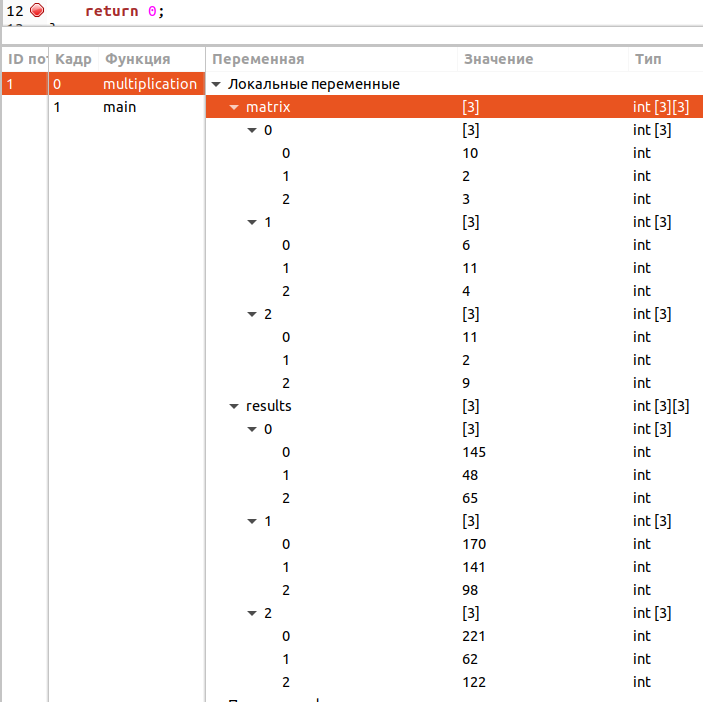 12 return 0;
ID по Кадр Функция Переменная Значение Тип
1 0 multiplication Локальные переменные
1 main matrix [3] int [3][3]
0 [3] int [3]
0 10 int
1 2 int
2 3 int
1 [3] int [3]
0 6 int
1 11 int
2 4 int
2 [3] int [3]
0 11 int
1 2 int
2 9 int
results [3] int [3][3]
0 [3] int [3]
0 145 int
1 48 int
2 65 int
1 [3] int [3]
0 170 int
1 141 int
2 98 int
2 [3] int [3]
0 221 int
1 62 int
2 122 int